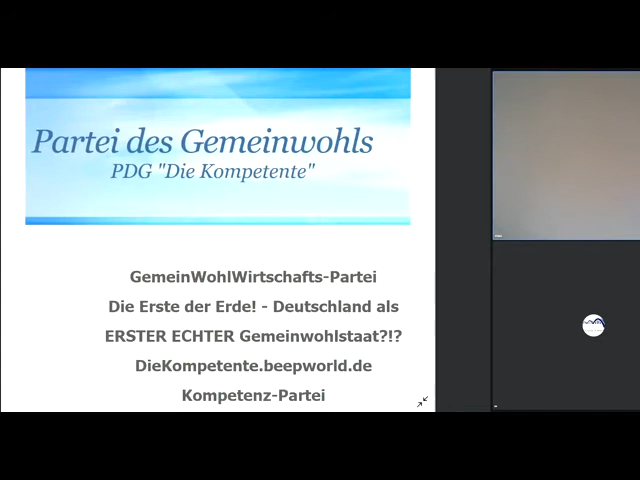 Partei des Gemeinwohls
PDG "Die Kompetente"
GemeinWohlWirtschafts-Partei
Die Erste der Erde! - Deutschland als
ERSTER ECHTER Gemeinwohlstaat?!?
DieKompetente.beepworld.de
Kompetenz-Partei